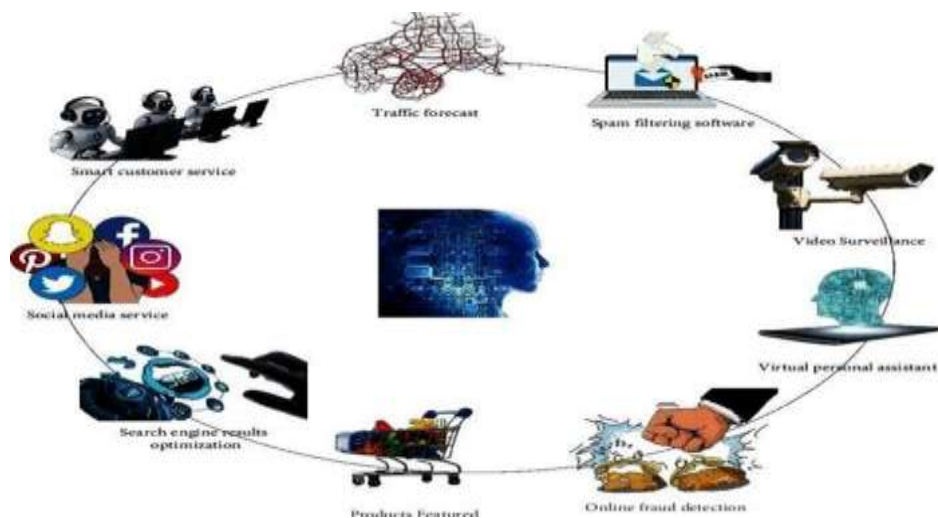 Traffic forecast
Spam filtering software
Smart customer service
Video Surveillance
Social media service
Virtual personal assistant
Search engine results
optimization
Products Featured
Online fraud detection